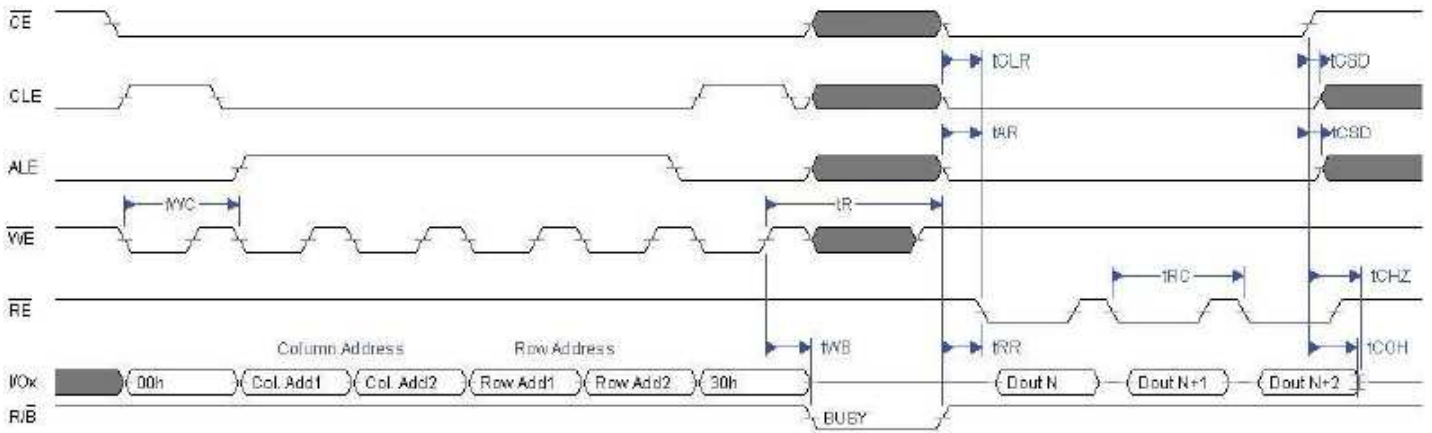 CE
tCLR tCSD
CLE
tAR tCSD
ALE
tWC tR
WE
tRC tCHZ
RE
Column Address Row Address tWB tRR tCOH
I/Ox 00h Col. Add1 Col. Add2 Row Add1 Row Add2 30h Dout N Dout N+1 Dout N+2
R/B BUSY